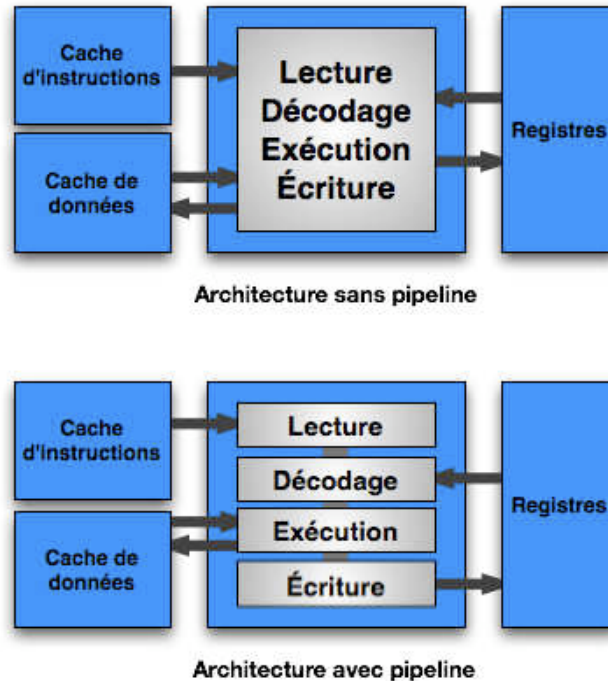 Cache
d'instructions
Cache de
données
Lecture
Décodage
Exécution
Écriture
Registres
Architecture sans pipeline
Cache
d'instructions
Cache de
données
Lecture
Décodage
Exécution
Écriture
Registres
Architecture avec pipeline